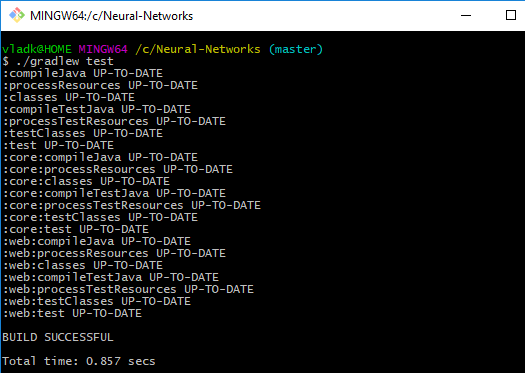 MINGW64:/c/Neural-Networks
vladk@HOME MINGW64 /c/Neural-Networks (master)
$ ./gradlew test
:compileJava UP-TO-DATE
:processResources UP-TO-DATE
:classes UP-TO-DATE
:compileTestJava UP-TO-DATE
:processTestResources UP-TO-DATE
:testClasses UP-TO-DATE
:test UP-TO-DATE
:core:compileJava UP-TO-DATE
:core:processResources UP-TO-DATE
:core:classes UP-TO-DATE
:core:compileTestJava UP-TO-DATE
:core:processTestResources UP-TO-DATE
:core:testClasses UP-TO-DATE
:core:test UP-TO-DATE
:web:compileJava UP-TO-DATE
:web:processResources UP-TO-DATE
:web:classes UP-TO-DATE
:web:compileTestJava UP-TO-DATE
:web:processTestResources UP-TO-DATE
:web:testClasses UP-TO-DATE
:web:test UP-TO-DATE
BUILD SUCCESSFUL
Total time: 0.857 secs